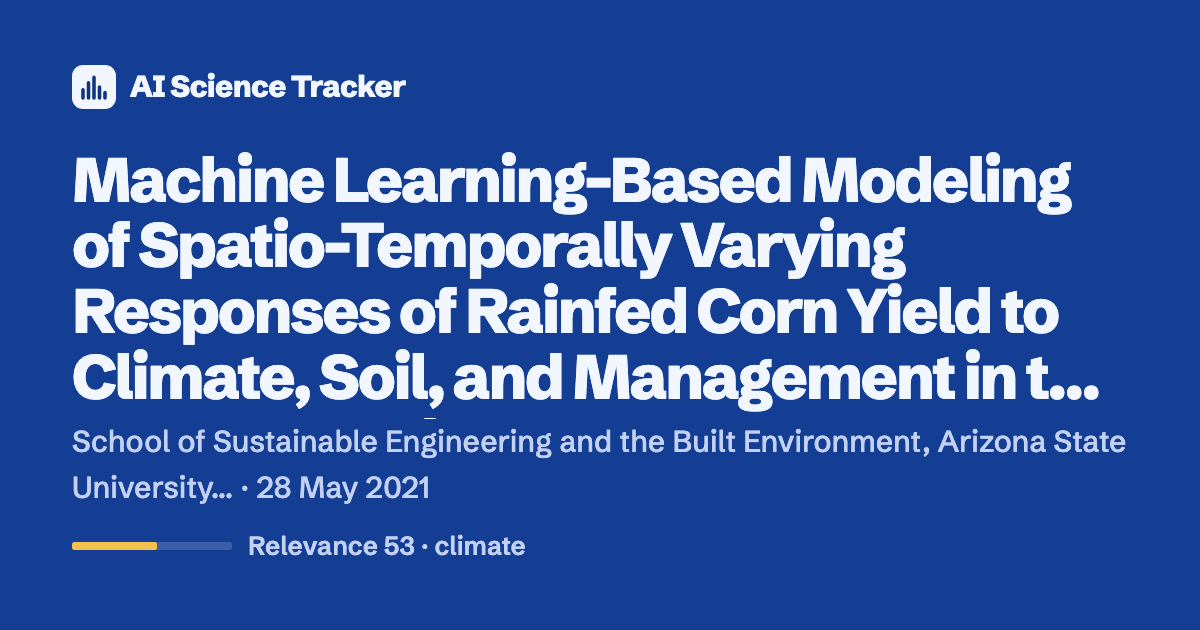 AI Science Tracker
Machine Learning-Based Modeling
of Spatio-Temporally Varying
Responses of Rainfed Corn Yield to
Climate, Soil, and Management in t...
School of Sustainable Engineering and the Built Environment, Arizona State
University... · 28 May 2021
Relevance 53 · climate